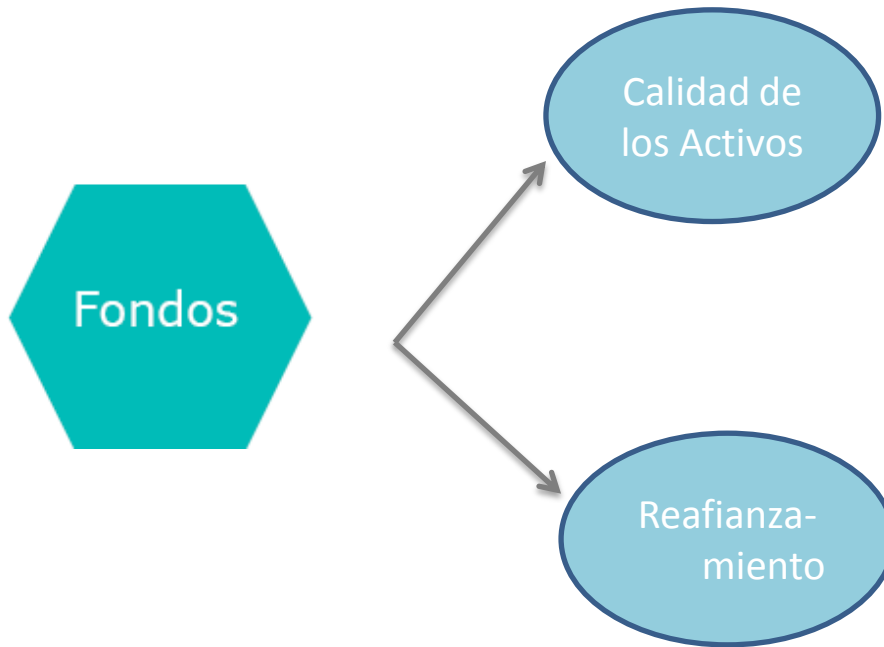 Calidad de
los Activos
Fondos
Reafianza-
miento